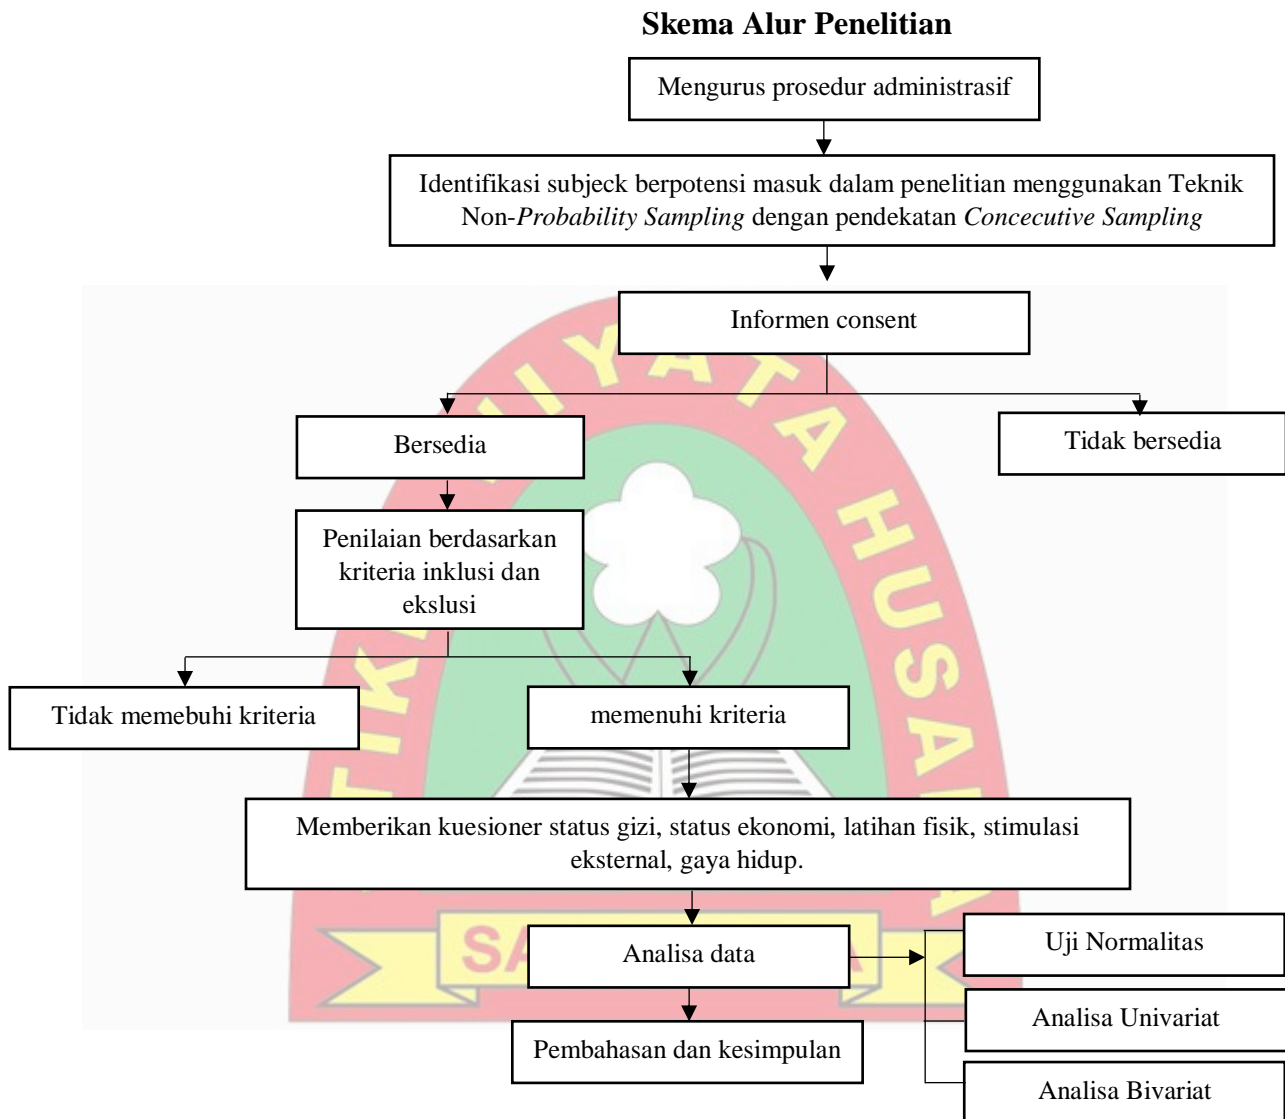 Skema Alur Penelitian
Mengurus prosedur administrasif
Identifikasi subjeck berpotensi masuk dalam penelitian menggunakan Teknik
Non-Probability Sampling dengan pendekatan Concecutive Sampling
Informen consent
Bersedia
Tidak bersedia
Penilaian berdasarkan
kriteria inklusi dan
ekslusi
Tidak memebuhi kriteria
memenuhi kriteria
Memberikan kuesioner status gizi, status ekonomi, latihan fisik, stimulasi
eksternal, gaya hidup.
Analisa data
Uji Normalitas
Analisa Univariat
Pembahasan dan kesimpulan
Analisa Bivariat